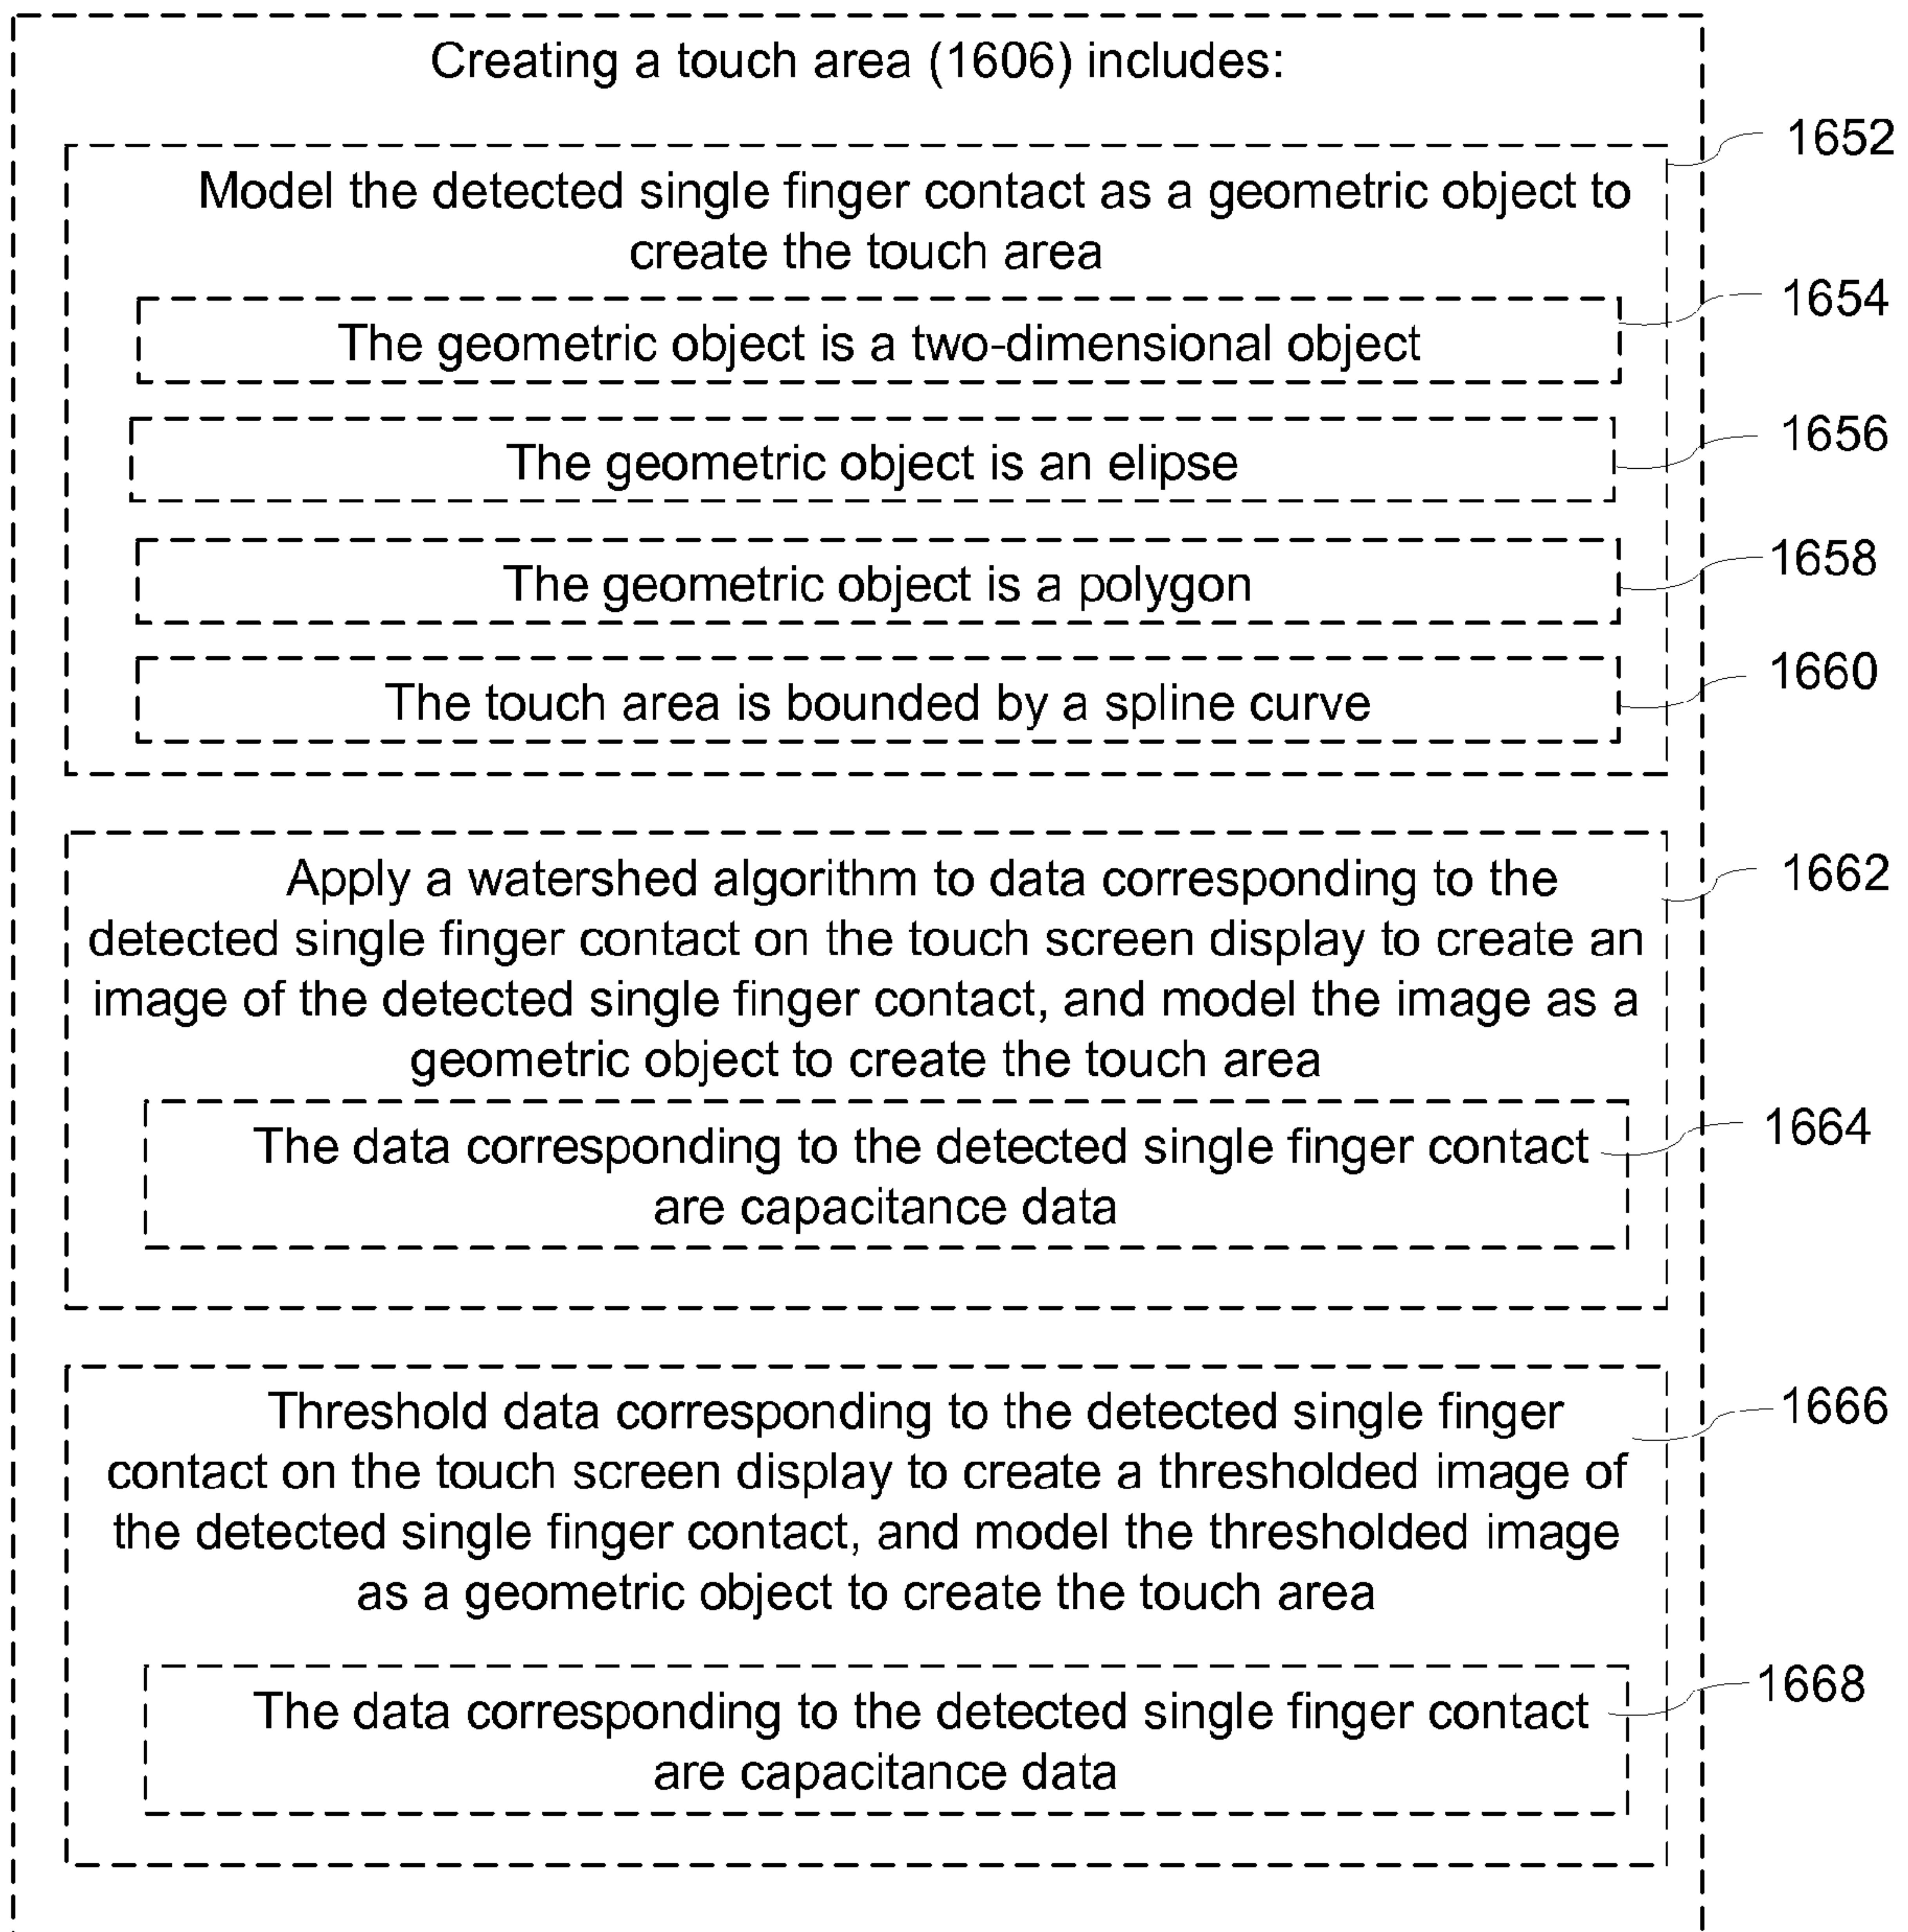 Creating a touch area (1606) includes:
1652
Model the detected single finger contact as a geometric object to
create the touch area
1654
The geometric object is a two-dimensional object
1656
The geometric object is an elipse
1658
The geometric object is a polygon
1660
The touch area is bounded by a spline curve
1662
Apply a watershed algorithm to data corresponding to the
detected single finger contact on the touch screen display to create an
image of the detected single finger contact, and model the image as a
geometric object to create the touch area
1664
The data corresponding to the detected single finger contact
are capacitance data
1666
Threshold data corresponding to the detected single finger
contact on the touch screen display to create a thresholded image of
the detected single finger contact, and model the thresholded image
as a geometric object to create the touch area
1668
The data corresponding to the detected single finger contact
are capacitance data